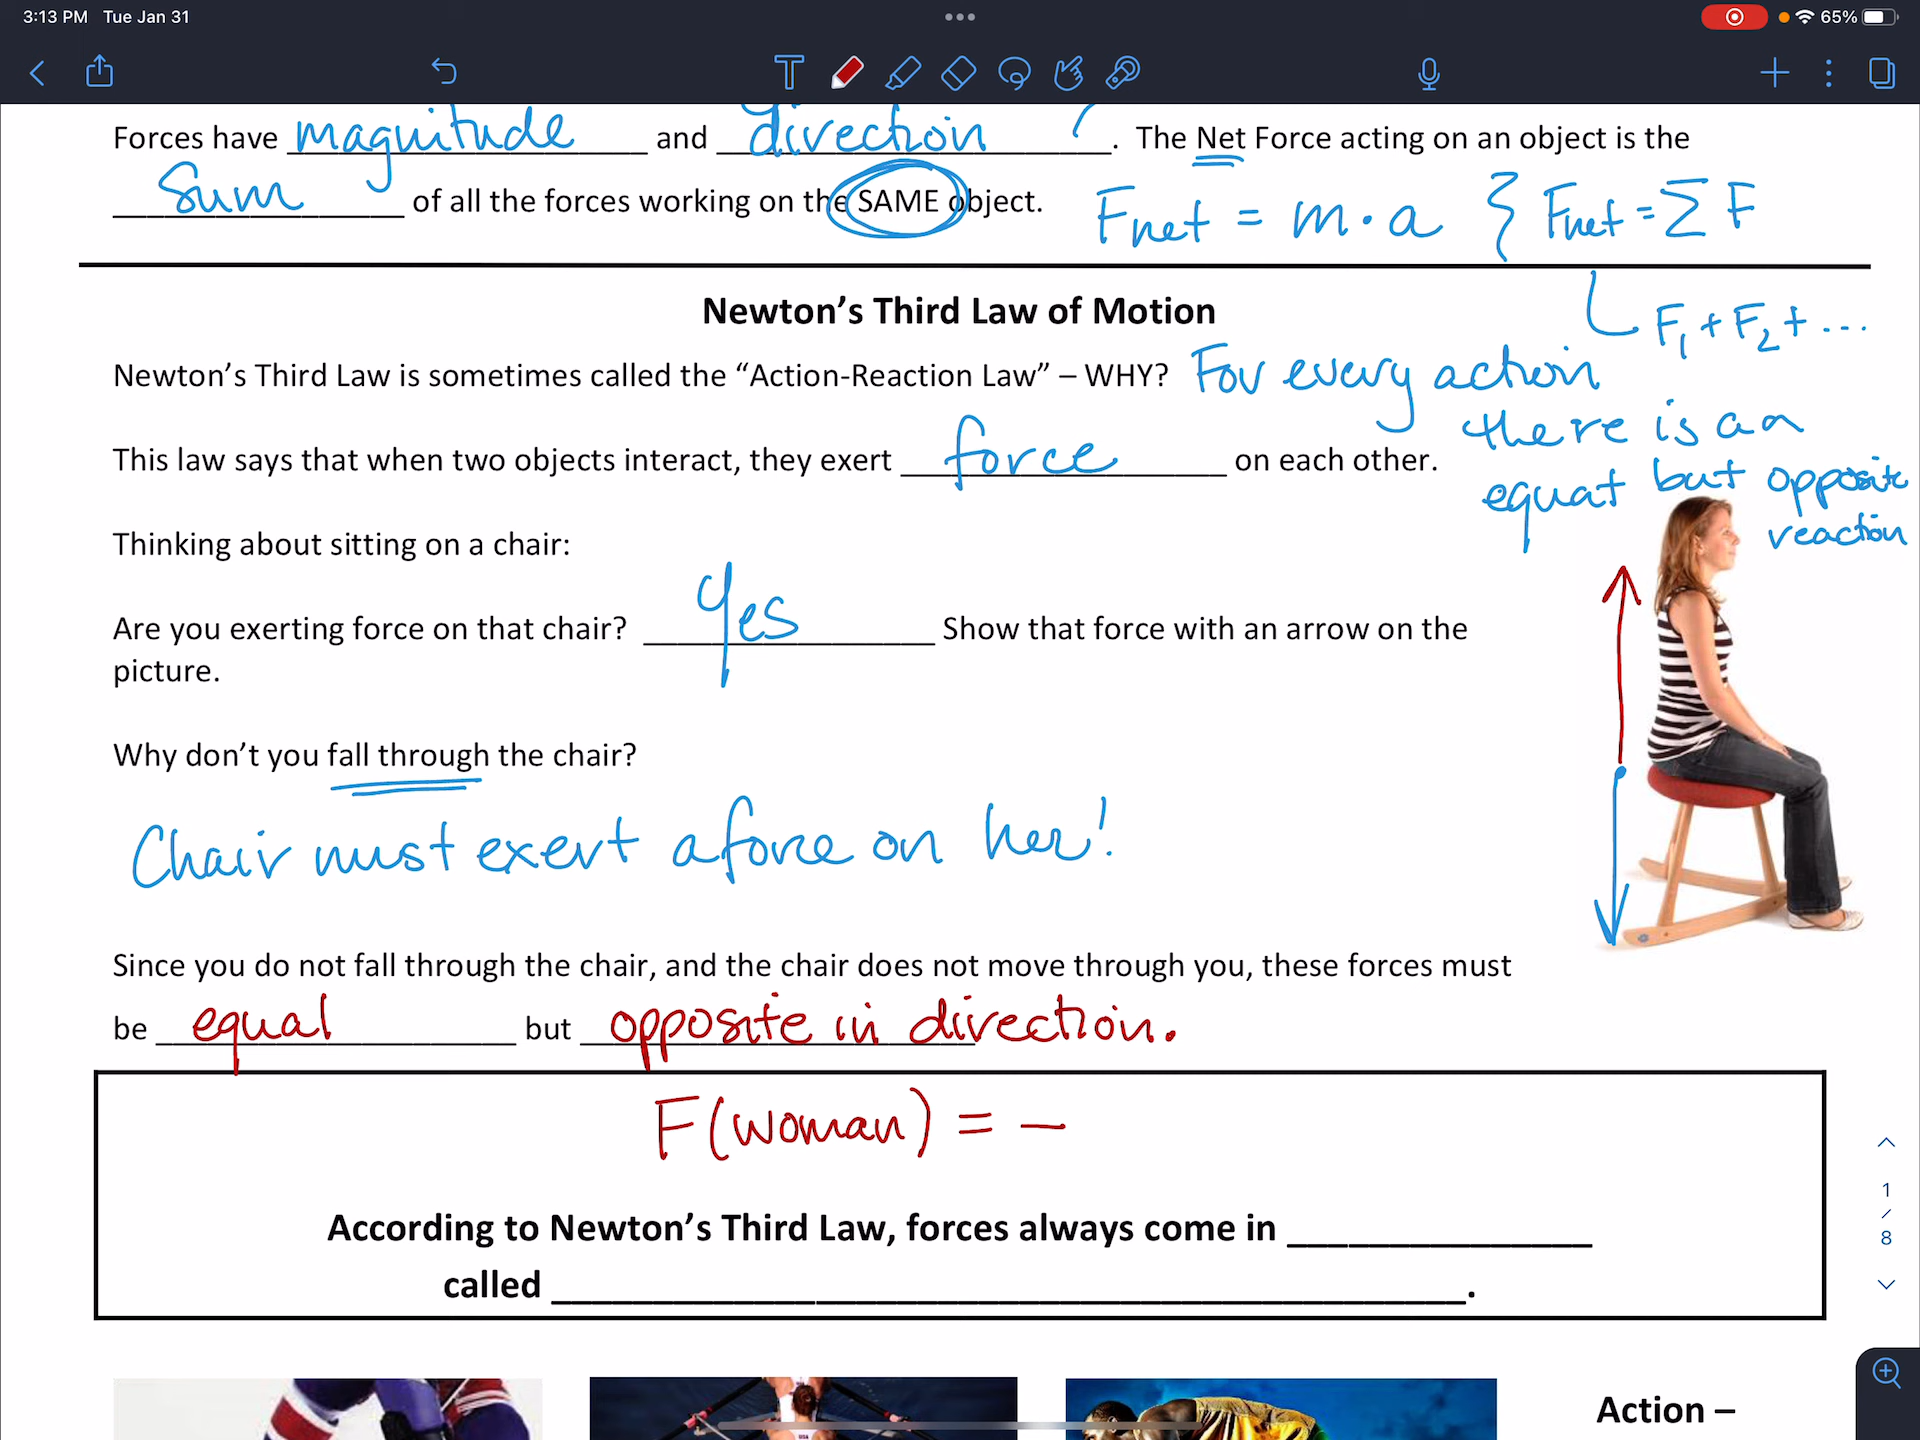 3:13 PM Tue Jan 31
65%
Forces have magnitude and direction. The Net Force acting on an object is the
sum of all the forces working on the SAME object.
Fnet = m·a } Fnet = Σ F
F₁ + F₂ + ...
Newton's Third Law of Motion
Newton's Third Law is sometimes called the "Action-Reaction Law" – WHY? For every action
there is an
equal but opposite
reaction
This law says that when two objects interact, they exert force on each other.
Thinking about sitting on a chair:
Are you exerting force on that chair? Yes Show that force with an arrow on the
picture.
Why don't you fall through the chair?
Chair must exert a force on her!
Since you do not fall through the chair, and the chair does not move through you, these forces must
be equal but opposite in direction.
F(woman) = −
According to Newton's Third Law, forces always come in _______________
called _____________________________________________.
Action –
1
/
8